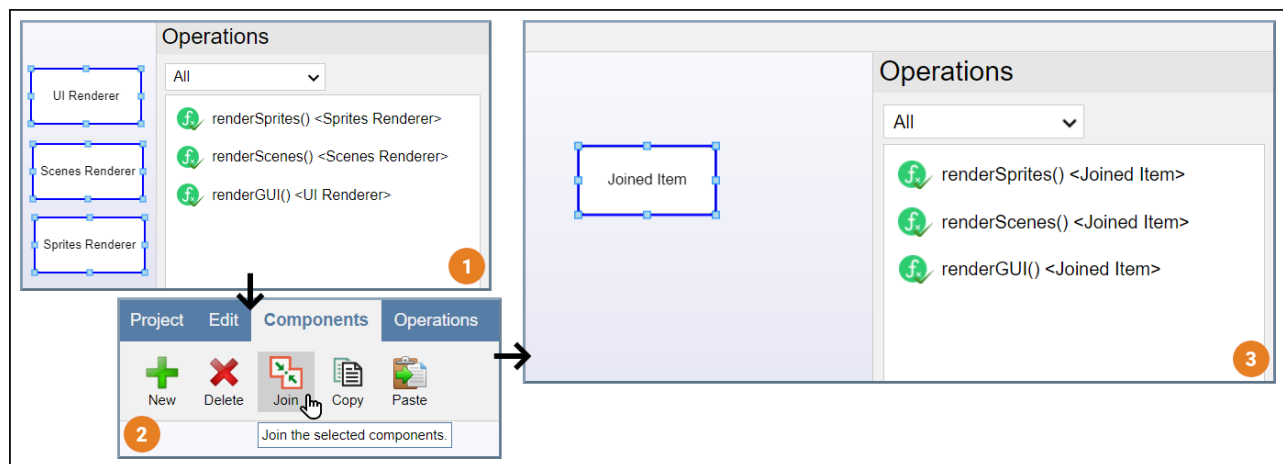 Operations
All
UI Renderer
Scenes Renderer
Sprites Renderer
renderSprites() <Sprites Renderer>
renderScenes() <Scenes Renderer>
renderGUI() <UI Renderer>
1
Project Edit Components Operations
New Delete Join Copy Paste
Join the selected components.
2
Operations
All
Joined Item
renderSprites() <Joined Item>
renderScenes() <Joined Item>
renderGUI() <Joined Item>
3